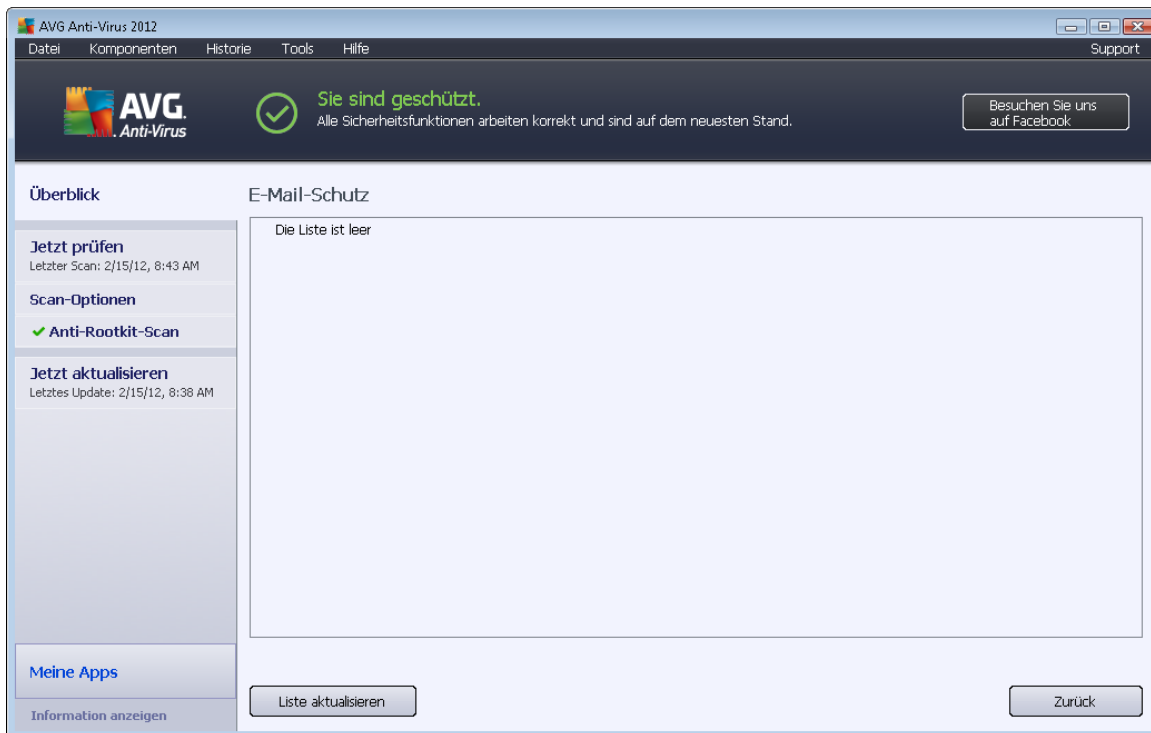 AVG Anti-Virus 2012
Datei Komponenten Historie Tools Hilfe Support
AVG.
Anti-Virus
Sie sind geschützt.
Alle Sicherheitsfunktionen arbeiten korrekt und sind auf dem neuesten Stand.
Besuchen Sie uns
auf Facebook
Überblick
Jetzt prüfen
Letzter Scan: 2/15/12, 8:43 AM
Scan-Optionen
Anti-Rootkit-Scan
Jetzt aktualisieren
Letztes Update: 2/15/12, 8:38 AM
Meine Apps
Information anzeigen
E-Mail-Schutz
Die Liste ist leer
Liste aktualisieren
Zurück